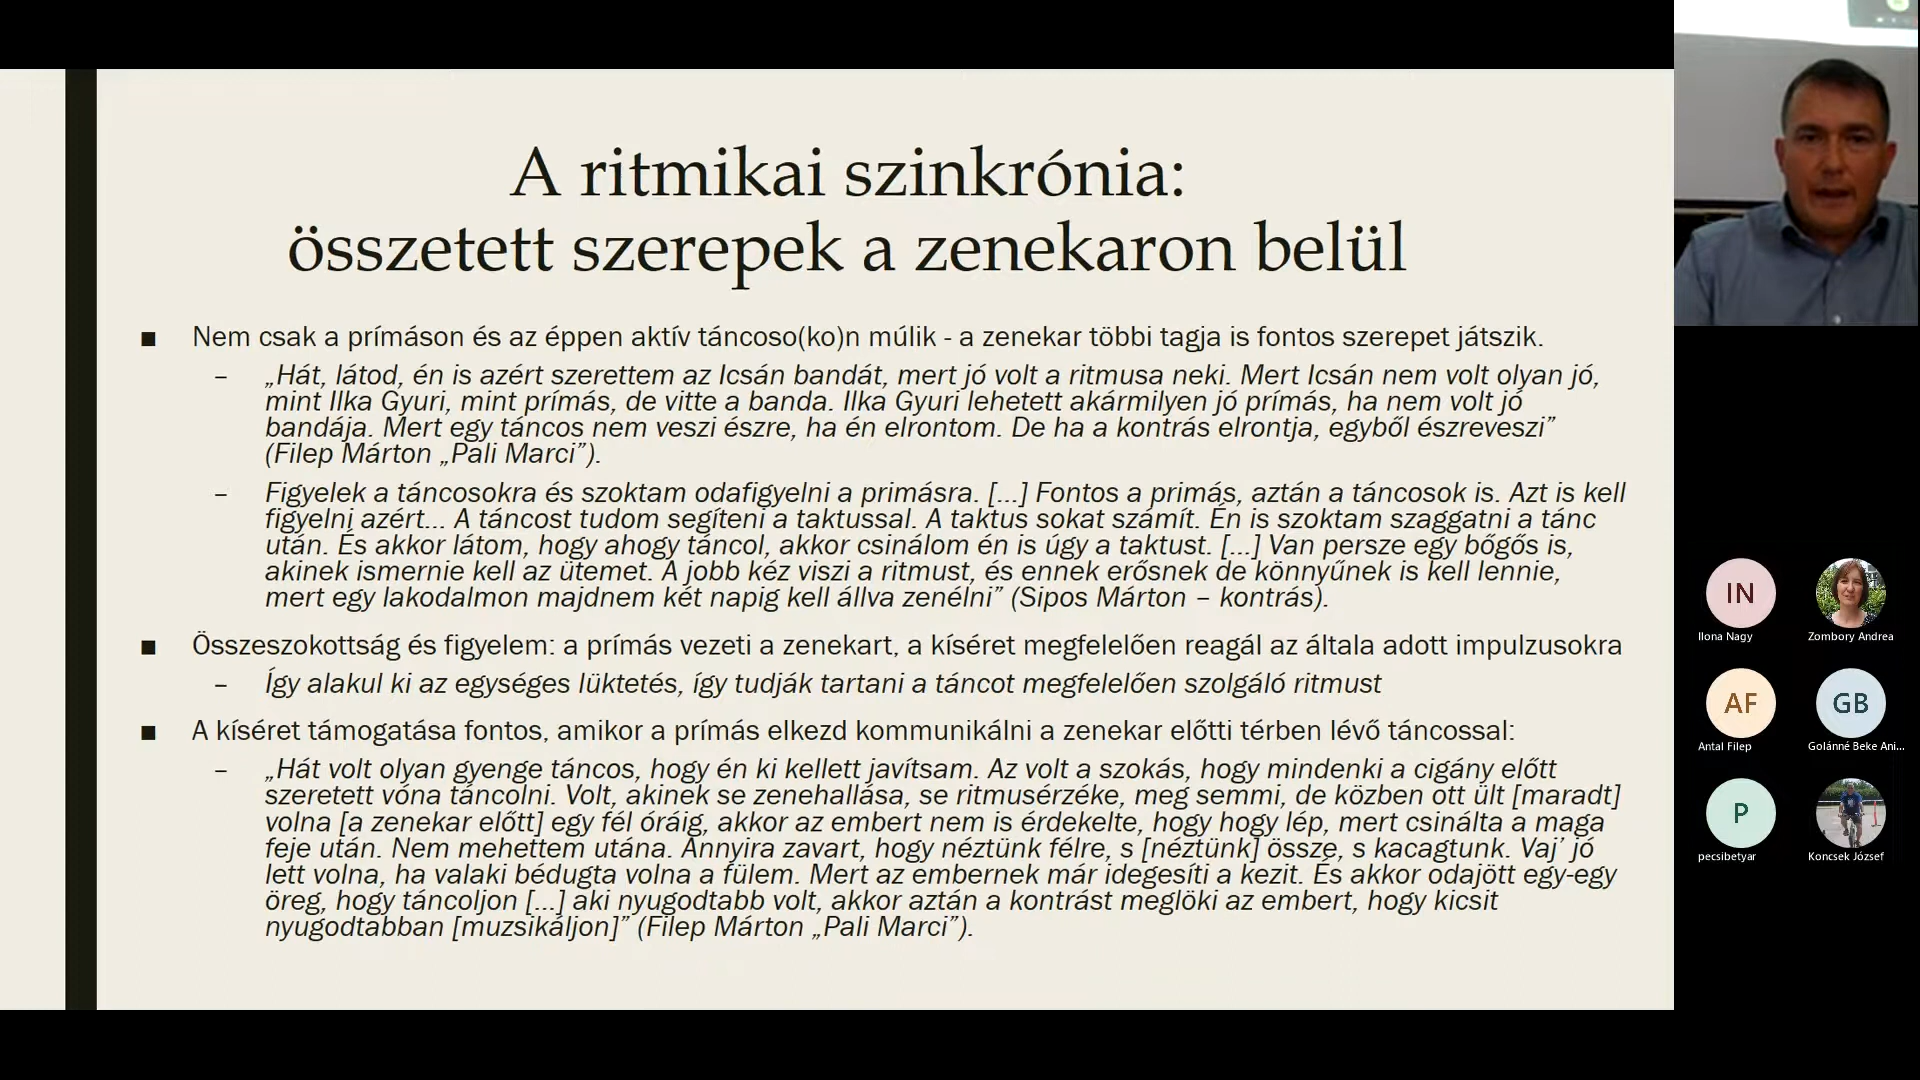 A ritmikai szinkrónia:
összetett szerepek a zenekaron belül
■ Nem csak a prímáson és az éppen aktív táncoso(ko)n múlik - a zenekar többi tagja is fontos szerepet játszik.
– „Hát, látod, én is azért szerettem az Icsán bandát, mert jó volt a ritmusa neki. Mert Icsán nem volt olyan jó,
mint Ilka Gyuri, mint prímás, de vitte a banda. Ilka Gyuri lehetett akármilyen jó prímás, ha nem volt jó
bandája. Mert egy táncos nem veszi észre, ha én elrontom. De ha a kontrás elrontja, egyből észreveszi”
(Filep Márton „Pali Marci”).
– Figyelek a táncosokra és szoktam odafigyelni a primásra. [...] Fontos a primás, aztán a táncosok is. Azt is kell
figyelni azért... A táncost tudom segíteni a taktussal. A taktus sokat számít. Én is szoktam szaggatni a tánc
után. És akkor látom, hogy ahogy táncol, akkor csinálom én is úgy a taktust. [...] Van persze egy bőgős is,
akinek ismernie kell az ütemet. A jobb kéz viszi a ritmust, és ennek erősnek de könnyűnek is kell lennie,
mert egy lakodalmon majdnem két napig kell állva zenélni” (Sipos Márton – kontrás).
■ Összeszokottság és figyelem: a prímás vezeti a zenekart, a kíséret megfelelően reagál az általa adott impulzusokra
– Így alakul ki az egységes lüktetés, így tudják tartani a táncot megfelelően szolgáló ritmust
■ A kíséret támogatása fontos, amikor a prímás elkezd kommunikálni a zenekar előtti térben lévő táncossal:
– „Hát volt olyan gyenge táncos, hogy én ki kellett javítsam. Az volt a szokás, hogy mindenki a cigány előtt
szeretett vóna táncolni. Volt, akinek se zenehallása, se ritmusérzéke, meg semmi, de közben ott ült [maradt]
volna [a zenekar előtt] egy fél óráig, akkor az embert nem is érdekelte, hogy hogy lép, mert csinálta a maga
feje után. Nem mehettem utána. Annyira zavart, hogy néztünk félre, s [néztünk] össze, s kacagtunk. Vaj’ jó
lett volna, ha valaki bédugta volna a fülem. Mert az embernek már idegesíti a kezit. És akkor odajött egy-egy
öreg, hogy táncoljon [...] aki nyugodtabb volt, akkor aztán a kontrást meglöki az embert, hogy kicsit
nyugodtabban [muzsikáljon]” (Filep Márton „Pali Marci”).
IN
Ilona Nagy
Zombory Andrea
AF
Antal Filep
GB
Golánné Beke Ani...
P
pecsibetyar
Koncsek József